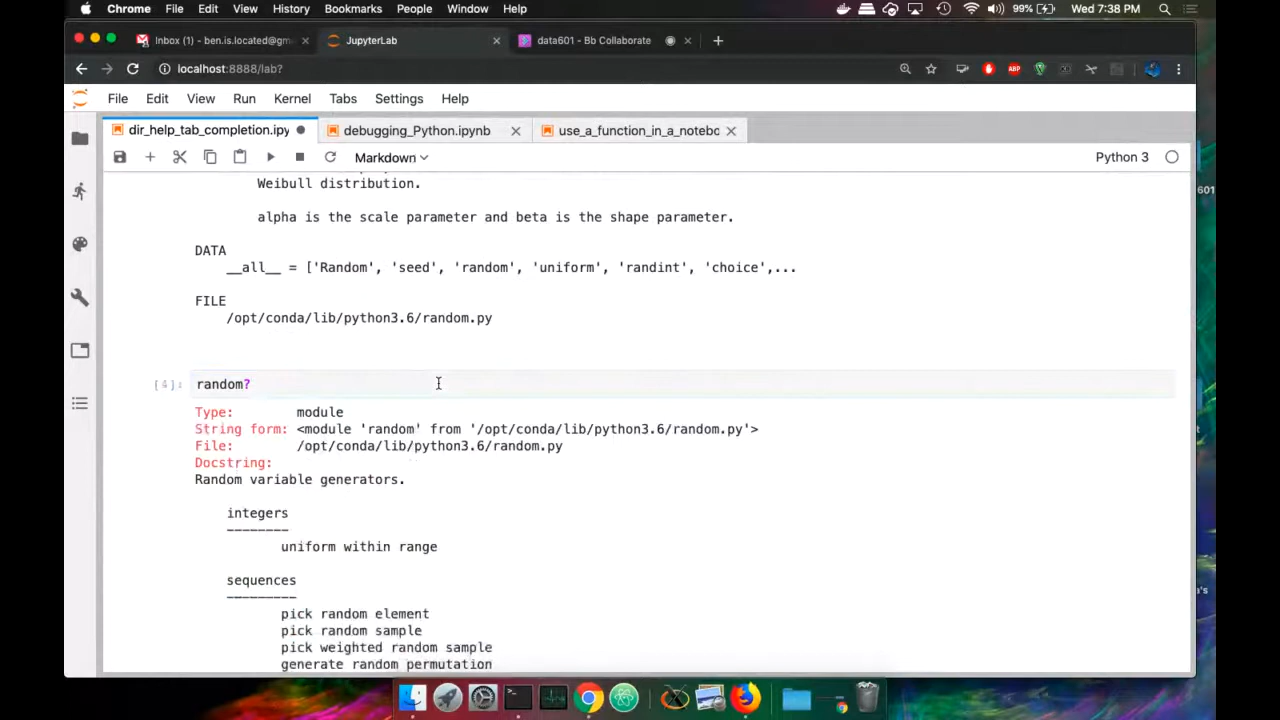 Chrome File Edit View History Bookmarks People Window Help 99% Wed 7:38 PM
Inbox (1) - ben.is.located@gm JupyterLab data601 - Bb Collaborate
localhost:8888/lab?
ABP
File Edit View Run Kernel Tabs Settings Help
dir_help_tab_completion.ipy debugging_Python.ipynb use_a_function_in_a_notebo
Markdown Python 3
Weibull distribution.
601
alpha is the scale parameter and beta is the shape parameter.
DATA
__all__ = ['Random', 'seed', 'random', 'uniform', 'randint', 'choice',...
FILE
/opt/conda/lib/python3.6/random.py
[4]: random?
Type: module
String form: <module 'random' from '/opt/conda/lib/python3.6/random.py'>
File: /opt/conda/lib/python3.6/random.py
Docstring:
Random variable generators.
integers
--------
uniform within range
sequences
---------
pick random element
pick random sample
pick weighted random sample
generate random permutation